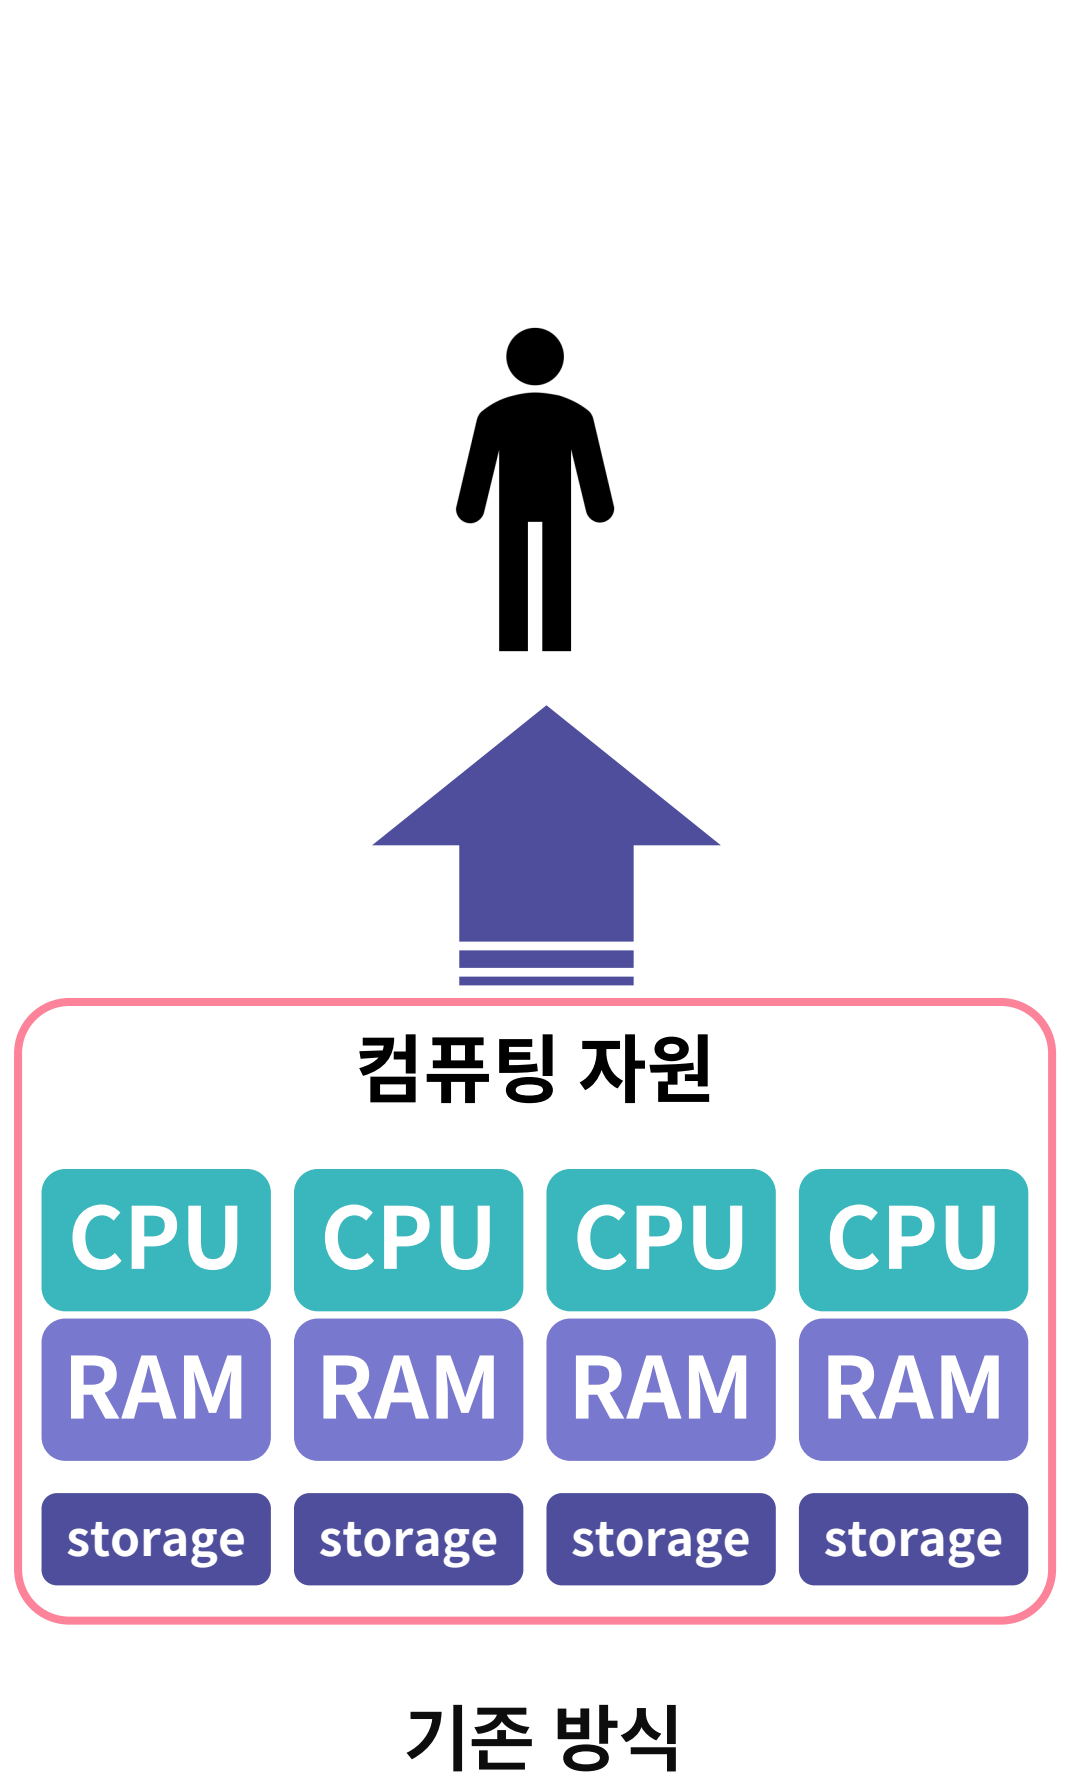 컴퓨팅 자원
CPU CPU CPU CPU
RAM RAM RAM RAM
storage storage storage storage
기존 방식